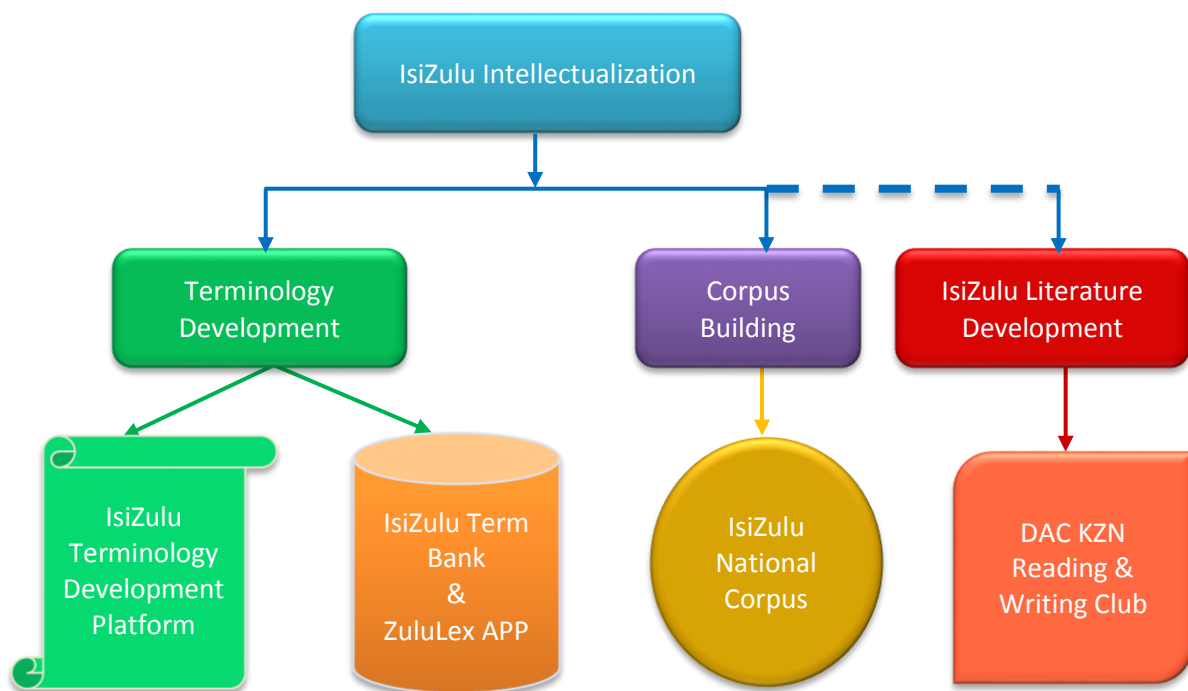 IsiZulu Intellectualization
Terminology
Development
Corpus
Building
IsiZulu Literature
Development
IsiZulu
Terminology
Development
Platform
IsiZulu Term
Bank
&
ZuluLex APP
IsiZulu
National
Corpus
DAC KZN
Reading &
Writing Club